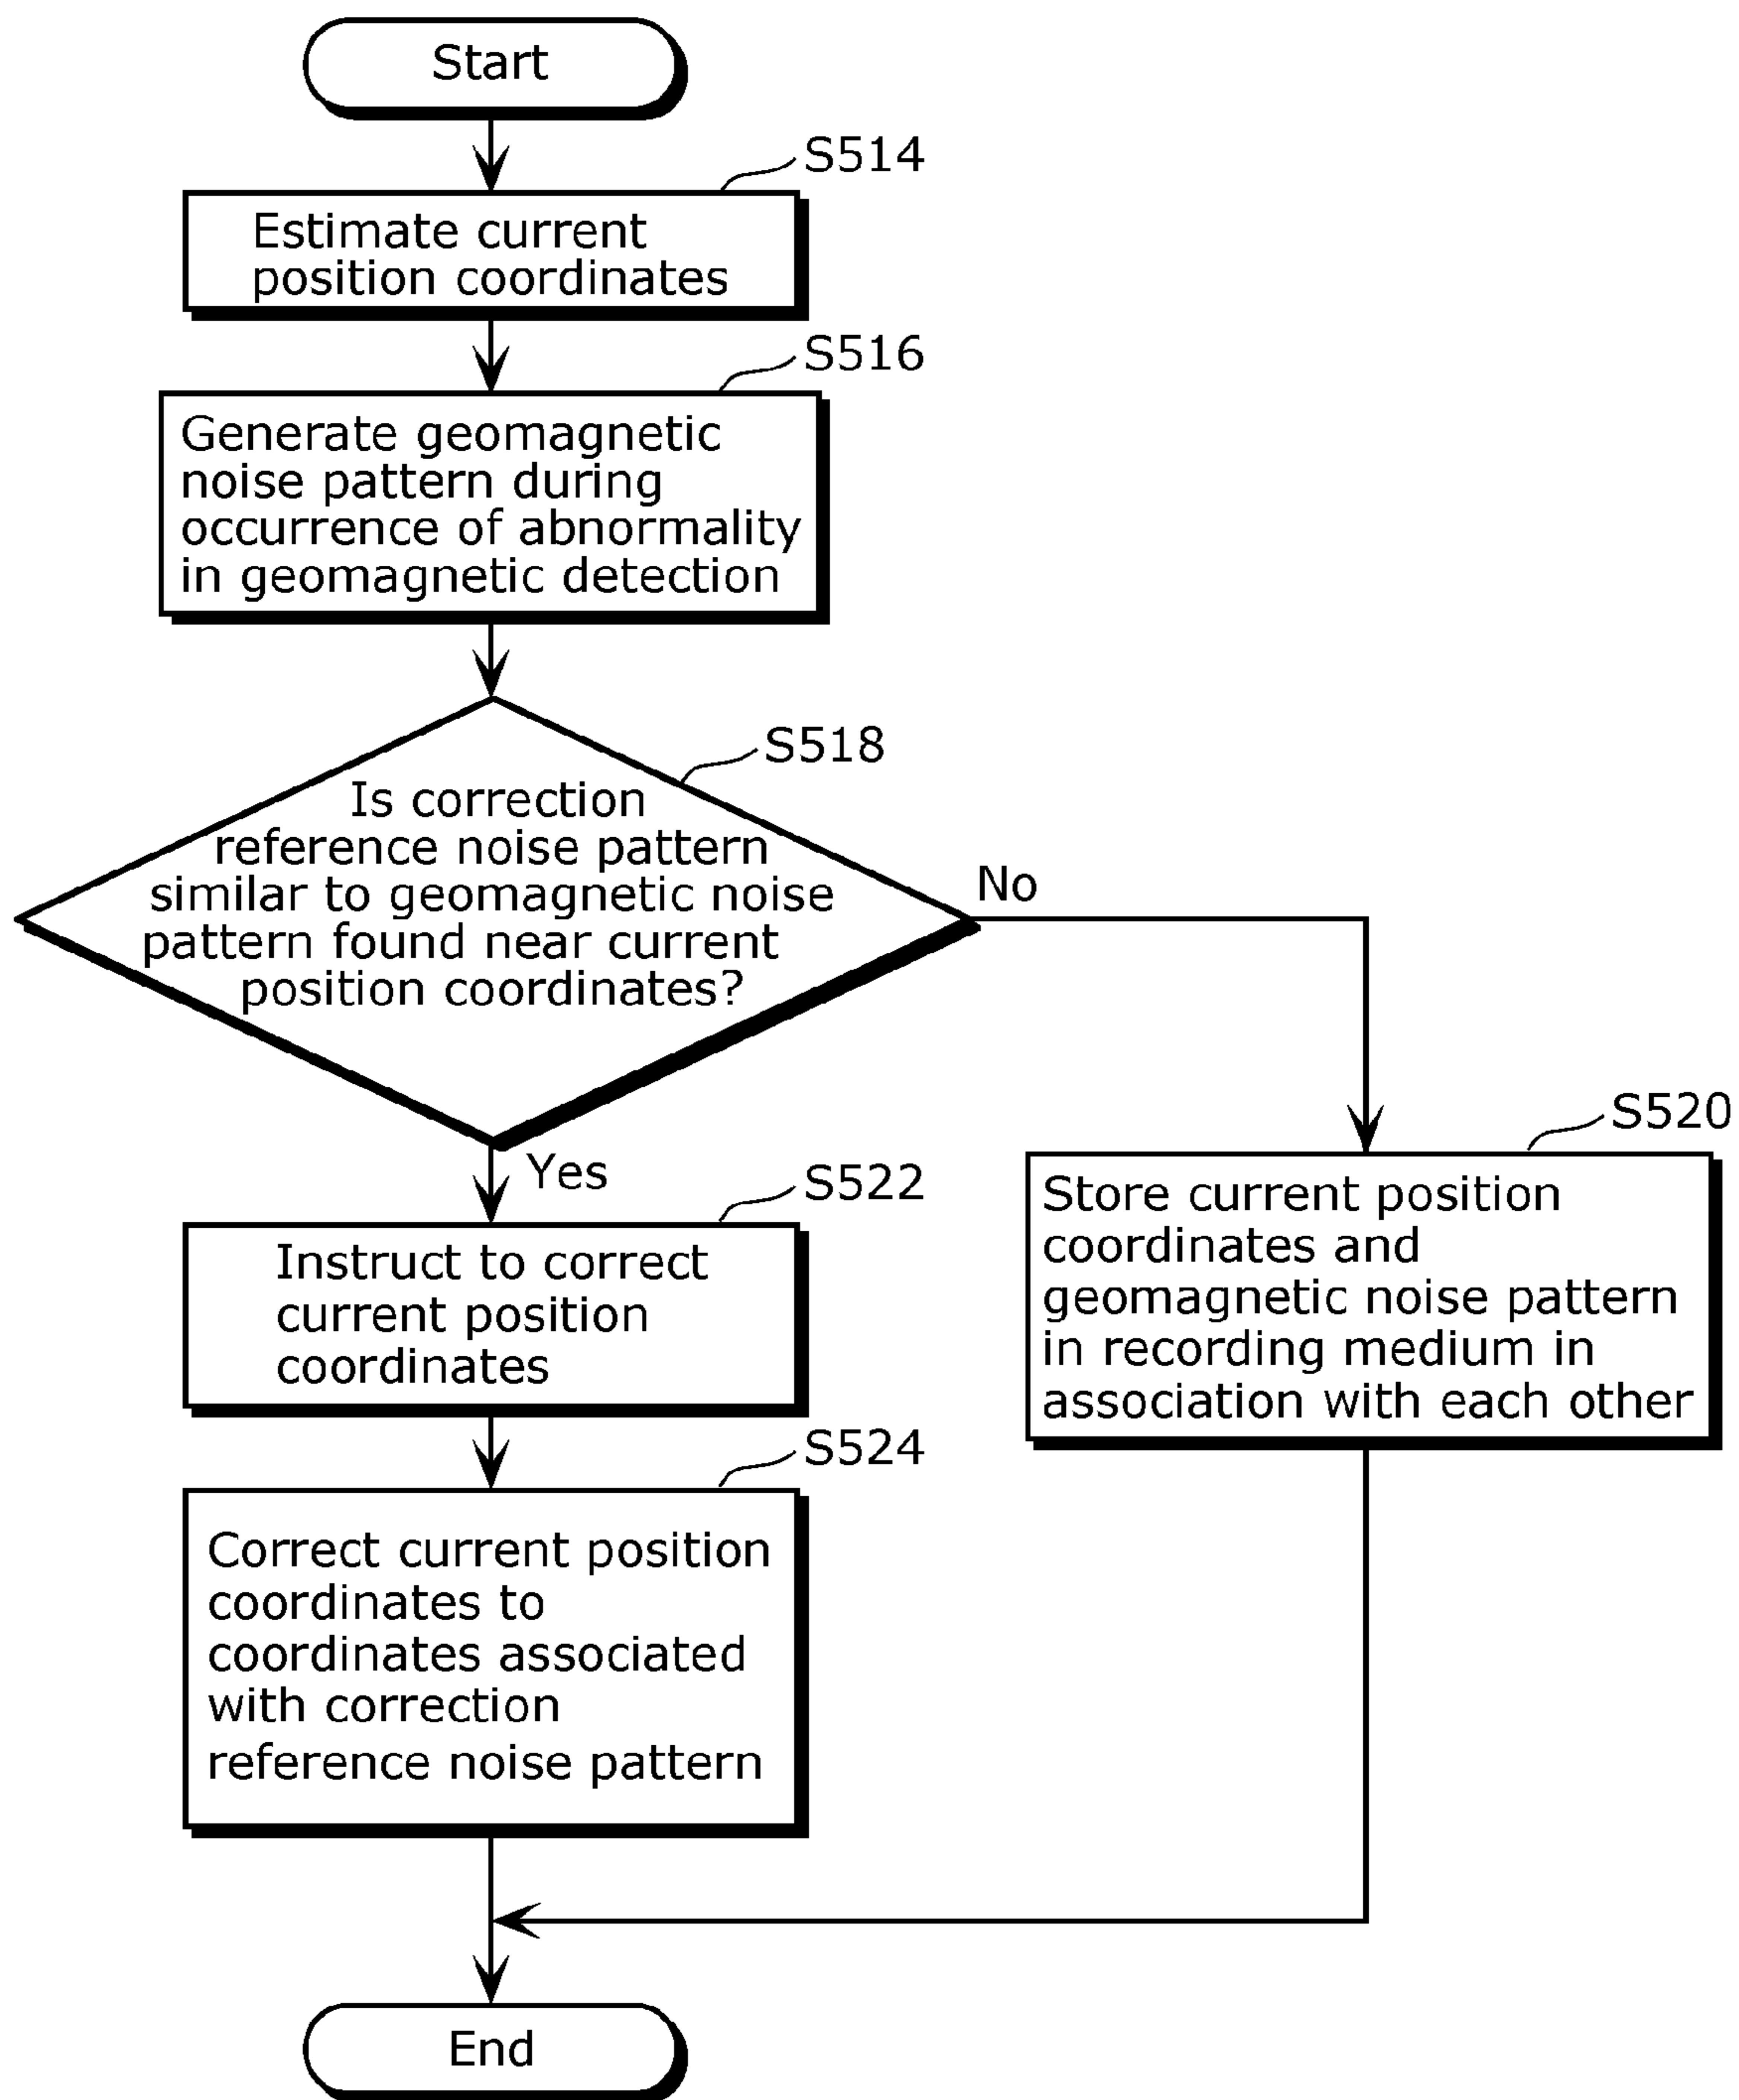 Start
S514
Estimate current
position coordinates
S516
Generate geomagnetic
noise pattern during
occurrence of abnormality
in geomagnetic detection
S518
Is correction
reference noise pattern
similar to geomagnetic noise
pattern found near current
position coordinates?
No
Yes
S520
Store current position
coordinates and
geomagnetic noise pattern
in recording medium in
association with each other
S522
Instruct to correct
current position
coordinates
S524
Correct current position
coordinates to
coordinates associated
with correction
reference noise pattern
End